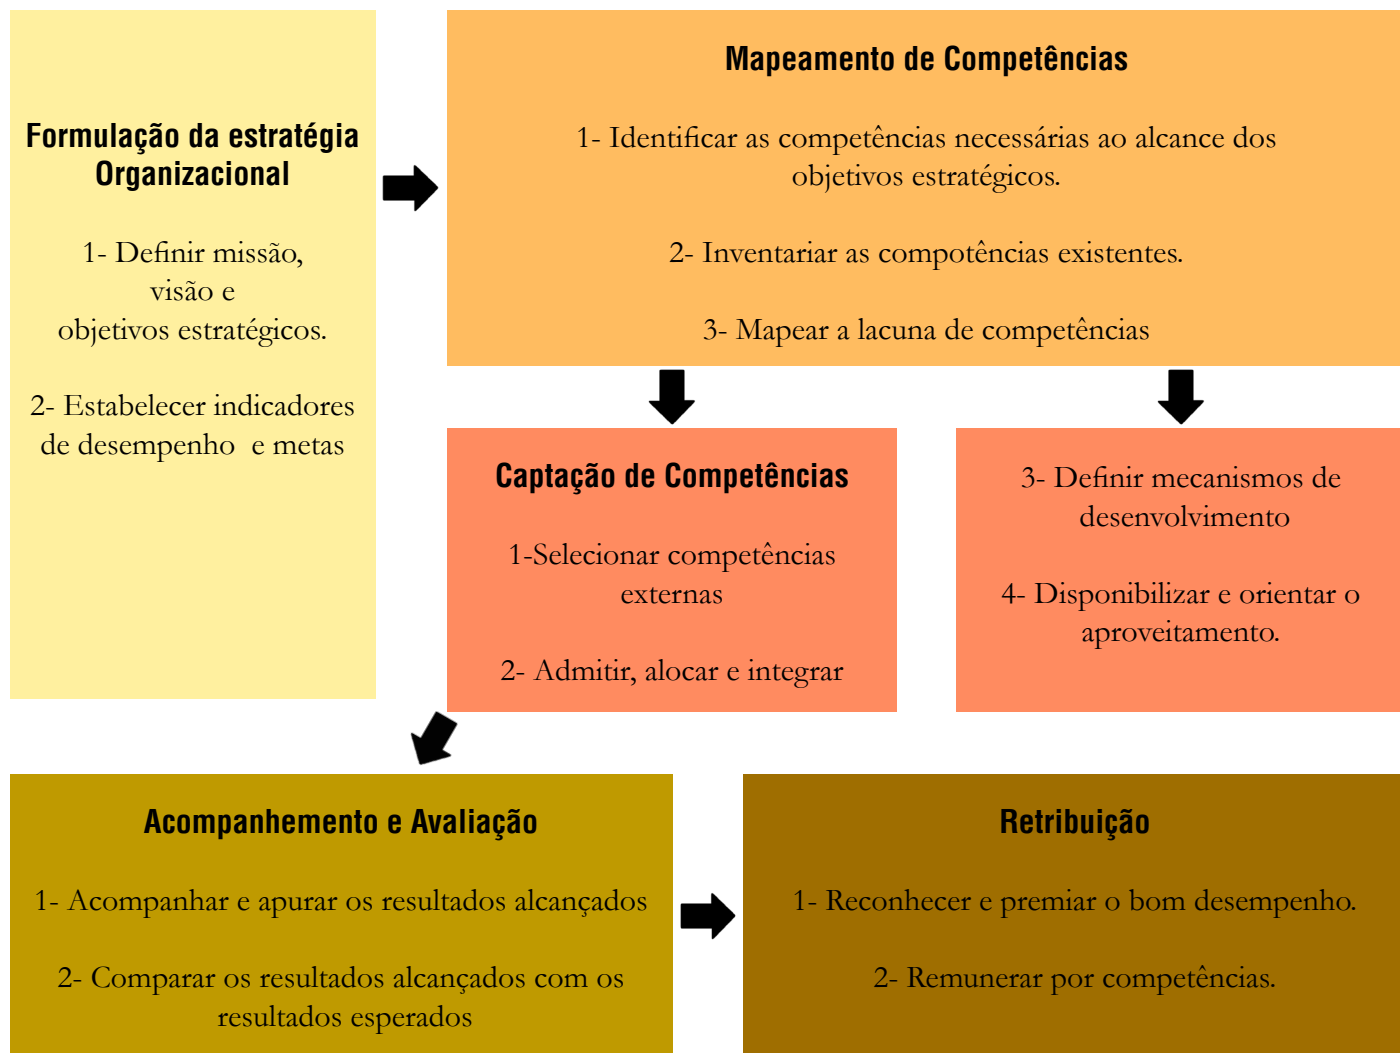 Formulação da estratégia
Organizacional
1- Definir missão,
visão e
objetivos estratégicos.
2- Estabelecer indicadores
de desempenho e metas
Mapeamento de Competências
1- Identificar as competências necessárias ao alcance dos
objetivos estratégicos.
2- Inventariar as compotências existentes.
3- Mapear a lacuna de competências
Captação de Competências
1-Selecionar competências
externas
2- Admitir, alocar e integrar
3- Definir mecanismos de
desenvolvimento
4- Disponibilizar e orientar o
aproveitamento.
Acompanhemento e Avaliação
1- Acompanhar e apurar os resultados alcançados
2- Comparar os resultados alcançados com os
resultados esperados
Retribuição
1- Reconhecer e premiar o bom desempenho.
2- Remunerar por competências.